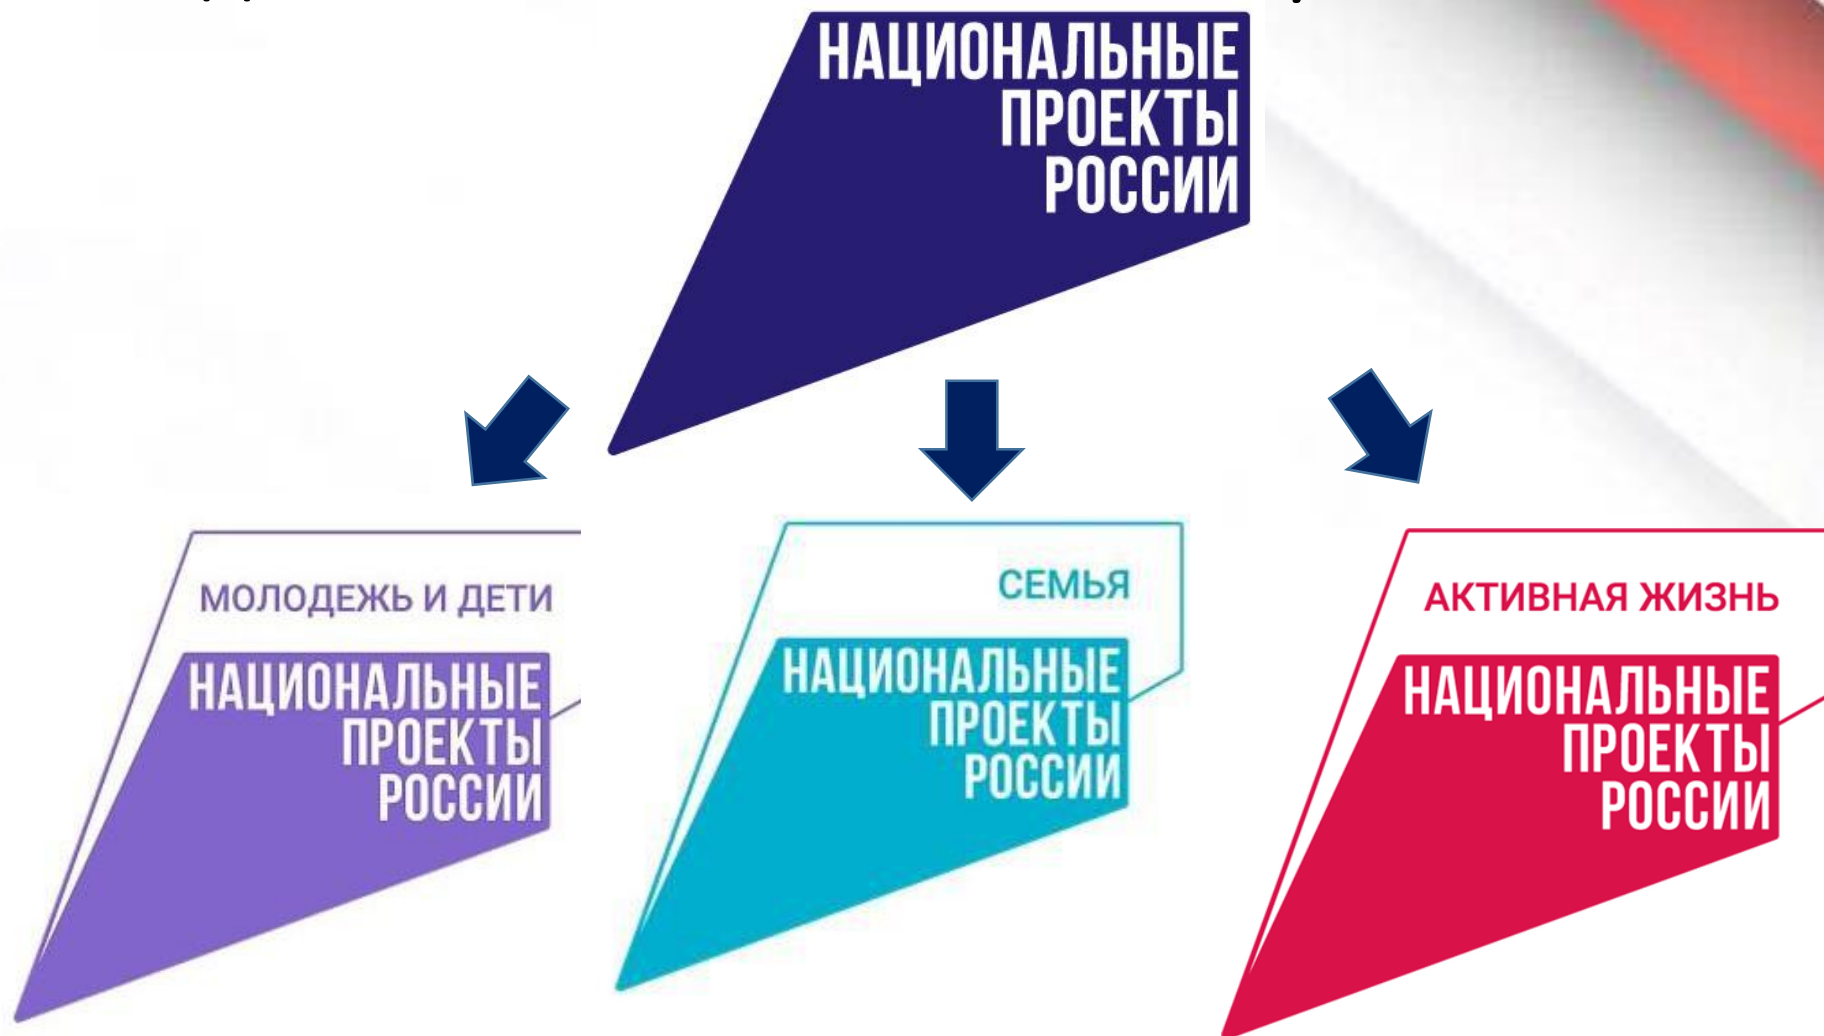 НАЦИОНАЛЬНЫЕ
ПРОЕКТЫ
РОССИИ
МОЛОДЕЖЬ И ДЕТИ
НАЦИОНАЛЬНЫЕ
ПРОЕКТЫ
РОССИИ
СЕМЬЯ
НАЦИОНАЛЬНЫЕ
ПРОЕКТЫ
РОССИИ
АКТИВНАЯ ЖИЗНЬ
НАЦИОНАЛЬНЫЕ
ПРОЕКТЫ
РОССИИ